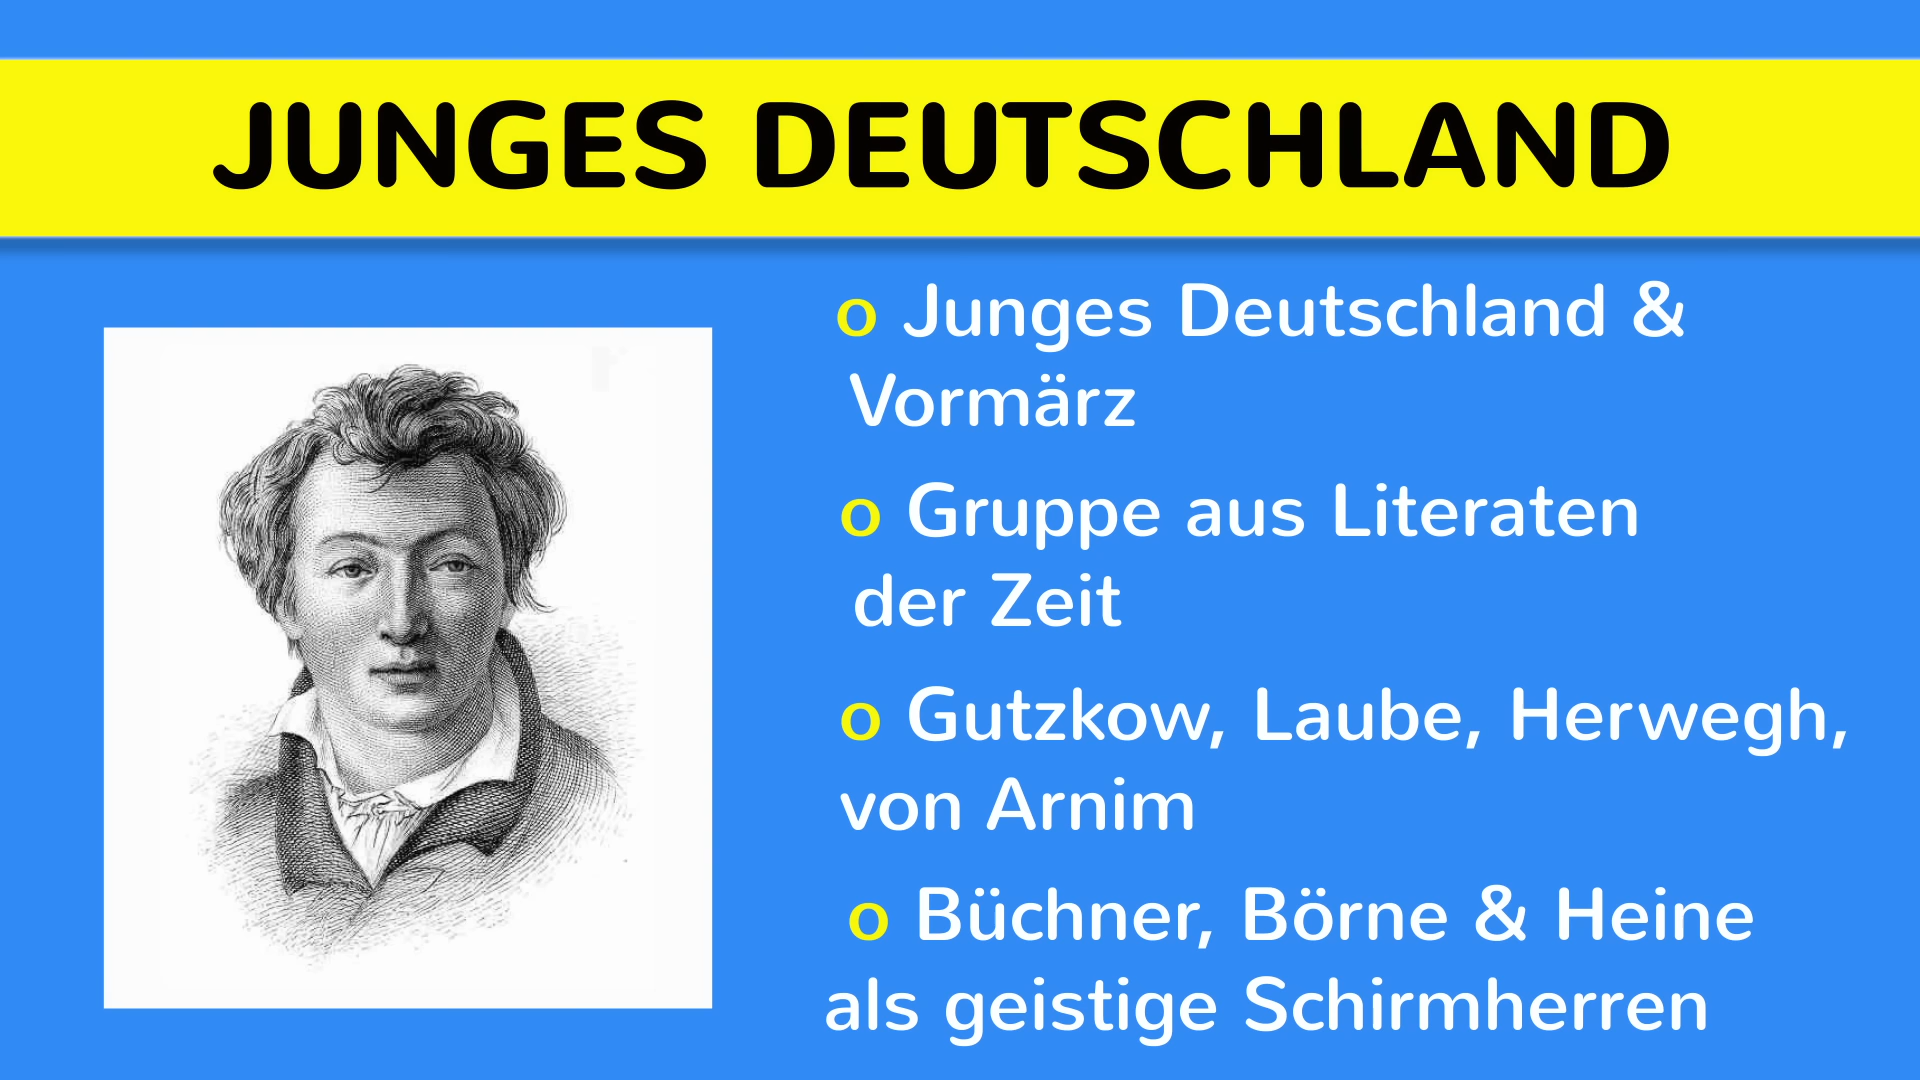 JUNGES DEUTSCHLAND
o Junges Deutschland &
Vormärz
o Gruppe aus Literaten
der Zeit
o Gutzkow, Laube, Herwegh,
von Arnim
o Büchner, Börne & Heine
als geistige Schirmherren